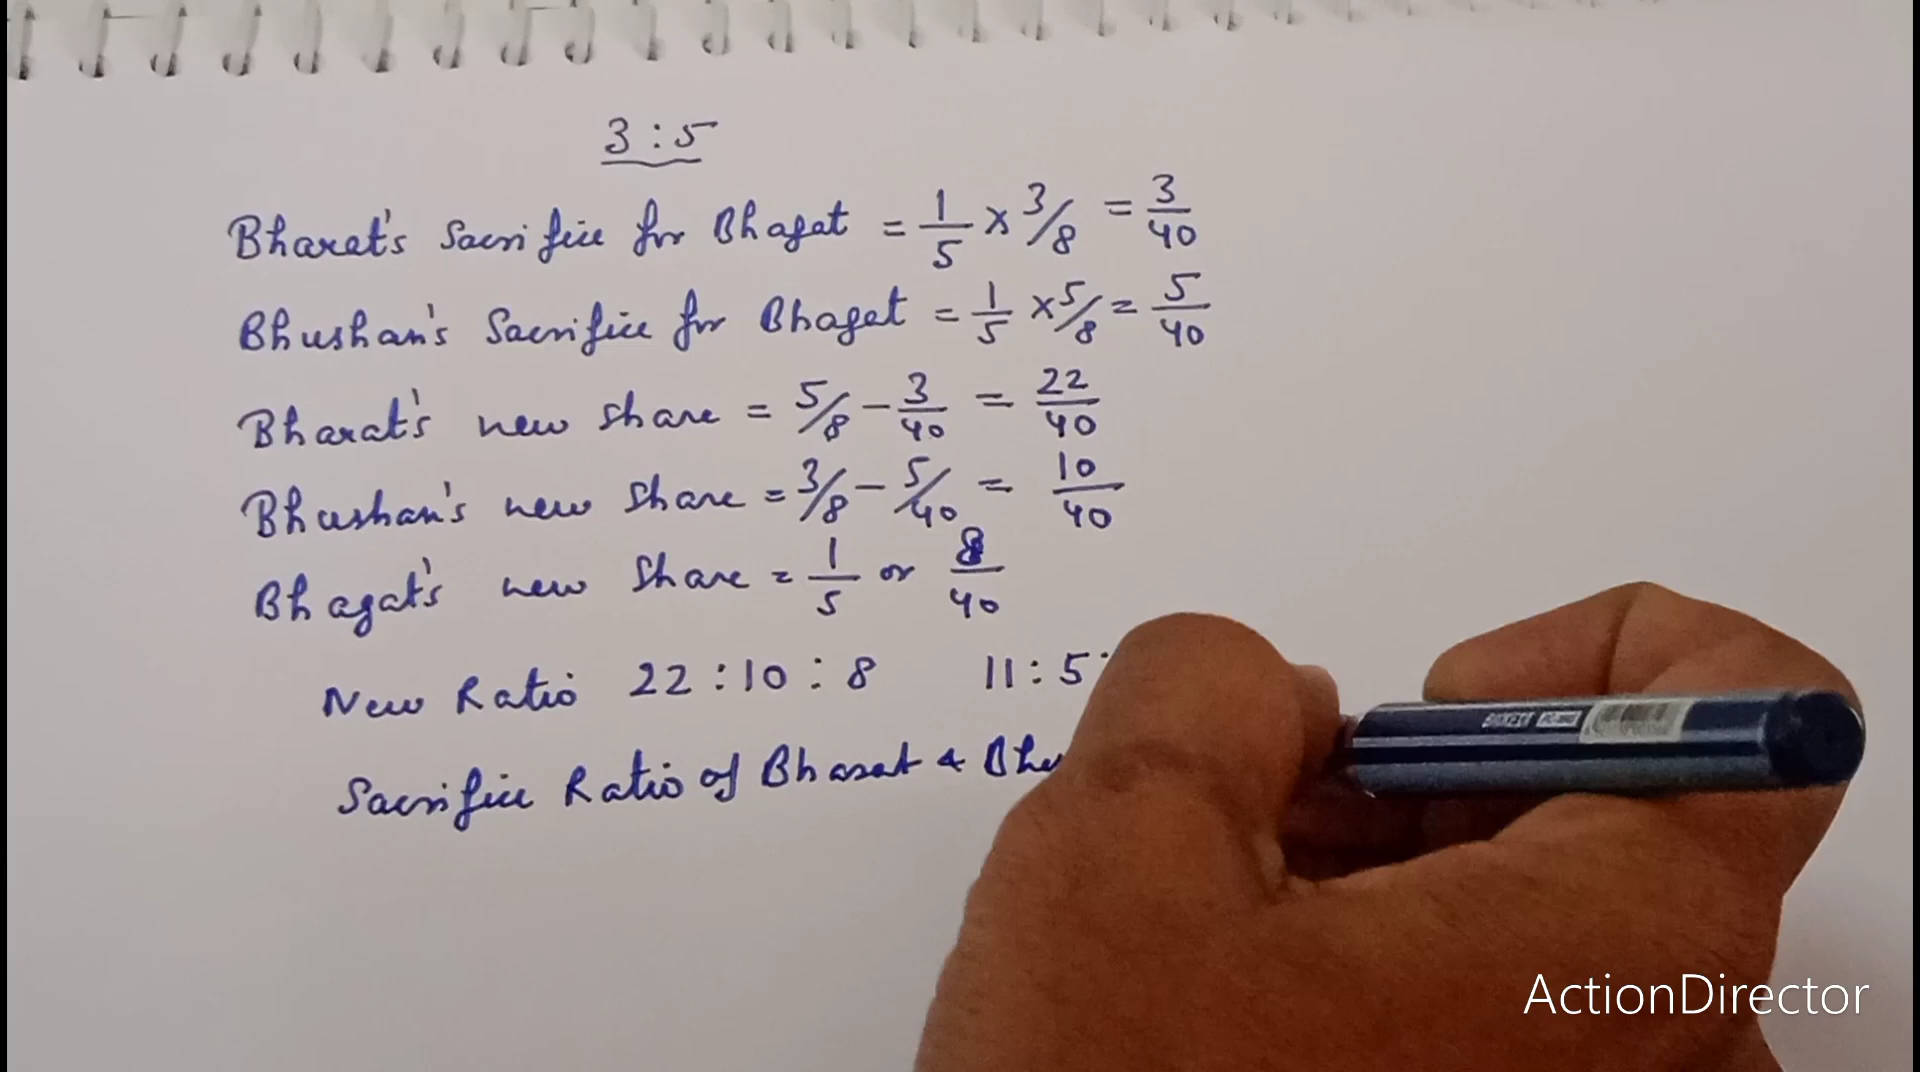 3:5
Bharat's Sacrifice for Bhagat = 1/5 × 3/8 = 3/40
Bhushan's Sacrifice for Bhagat = 1/5 × 5/8 = 5/40
Bharat's new share = 5/8 - 3/40 = 22/40
Bhushan's new share = 3/8 - 5/40 = 10/40
Bhagat's new share = 1/5 or 8/40
New Ratio 22:10:8 11:5:
Sacrifice Ratio of Bharat & Bhu
ActionDirector